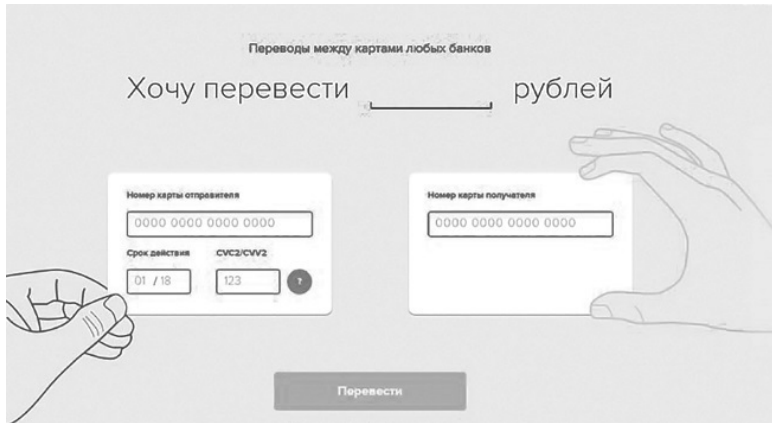 Переводы между картами любых банков
Хочу перевести ________ рублей
Номер карты отправителя
0000 0000 0000 0000
Срок действия CVC2/CVV2
01 / 18 123 ?
Номер карты получателя
0000 0000 0000 0000
Перевести